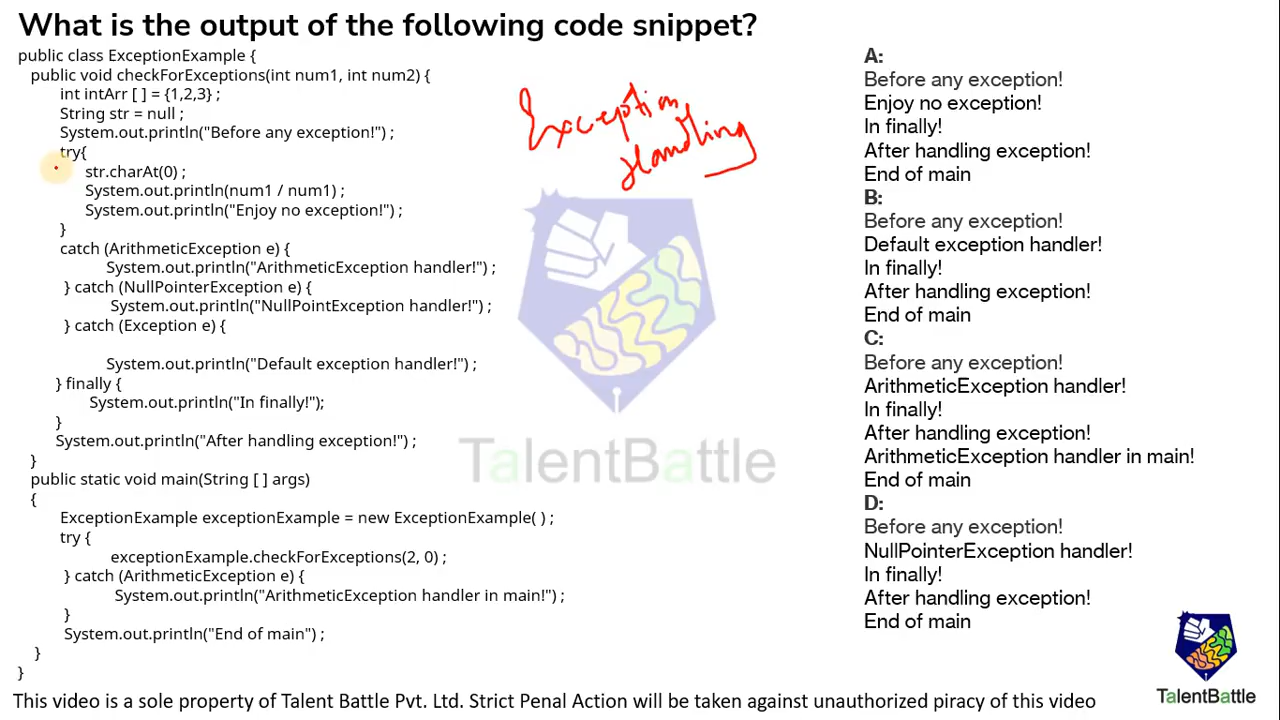 What is the output of the following code snippet?
public class ExceptionExample {
public void checkForExceptions(int num1, int num2) {
int intArr [ ] = {1,2,3} ;
String str = null ;
System.out.println("Before any exception!") ;
try{
str.charAt(0) ;
System.out.println(num1 / num1) ;
System.out.println("Enjoy no exception!") ;
}
catch (ArithmeticException e) {
System.out.println("ArithmeticException handler!") ;
} catch (NullPointerException e) {
System.out.println("NullPointException handler!") ;
} catch (Exception e) {
System.out.println("Default exception handler!") ;
} finally {
System.out.println("In finally!");
}
System.out.println("After handling exception!") ;
}
public static void main(String [ ] args)
{
ExceptionExample exceptionExample = new ExceptionExample( ) ;
try {
exceptionExample.checkForExceptions(2, 0) ;
} catch (ArithmeticException e) {
System.out.println("ArithmeticException handler in main!") ;
}
System.out.println("End of main") ;
}
}
Exception
Handling
TalentBattle
A:
Before any exception!
Enjoy no exception!
In finally!
After handling exception!
End of main
B:
Before any exception!
Default exception handler!
In finally!
After handling exception!
End of main
C:
Before any exception!
ArithmeticException handler!
In finally!
After handling exception!
ArithmeticException handler in main!
End of main
D:
Before any exception!
NullPointerException handler!
In finally!
After handling exception!
End of main
TalentBattle
This video is a sole property of Talent Battle Pvt. Ltd. Strict Penal Action will be taken against unauthorized piracy of this video